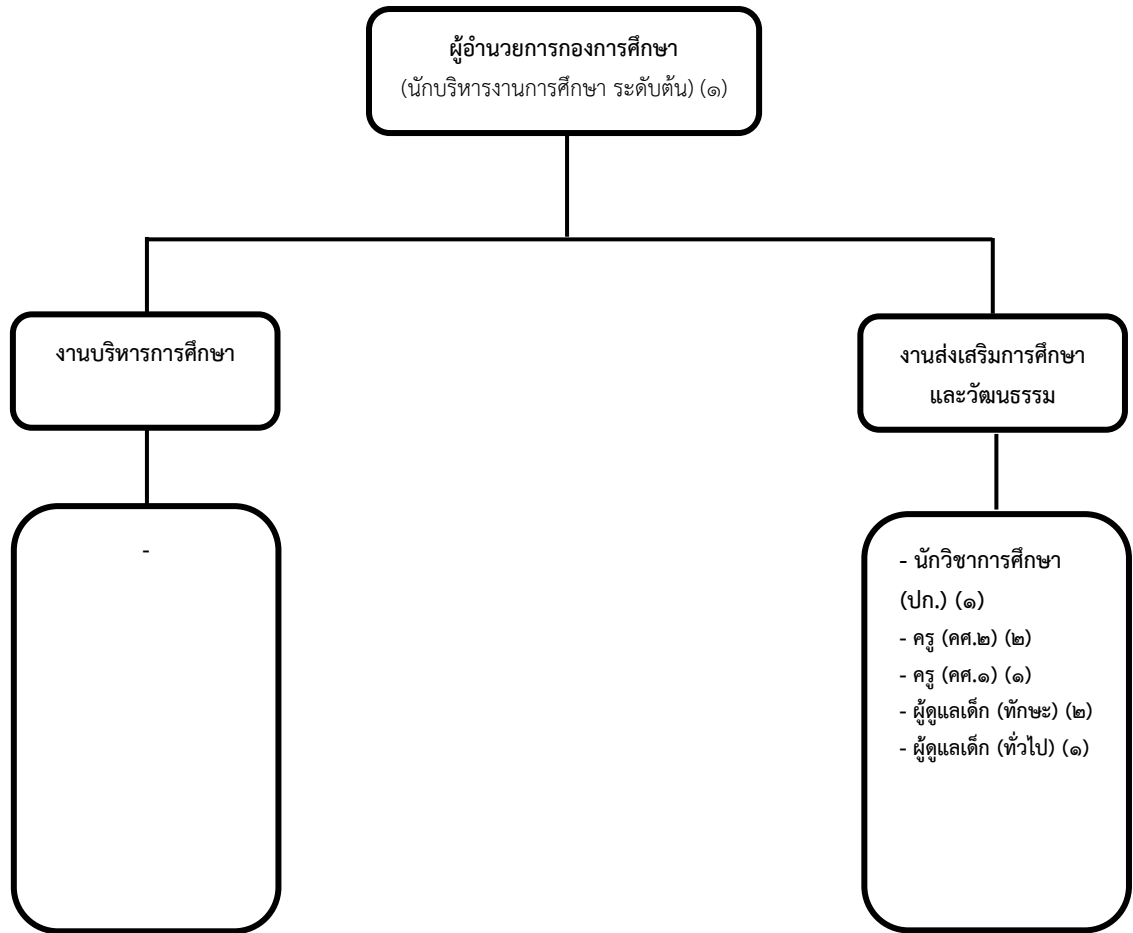 ผู้อำนวยการกองการศึกษา
(นักบริหารงานการศึกษา ระดับต้น) (๑)
งานบริหารการศึกษา
งานส่งเสริมการศึกษา
และวัฒนธรรม
-
- นักวิชาการศึกษา
(ปก.) (๑)
- ครู (คศ.๒) (๒)
- ครู (คศ.๑) (๑)
- ผู้ดูแลเด็ก (ทักษะ) (๒)
- ผู้ดูแลเด็ก (ทั่วไป) (๑)